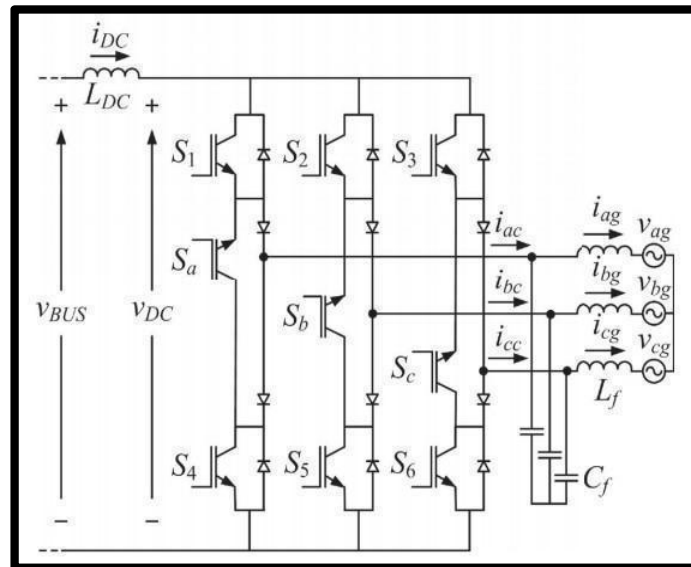 i_DC
+ L_DC +
S_1 S_2 S_3
i_ac i_ag v_ag
S_a
i_bc i_bg v_bg
v_BUS v_DC S_b
i_cc i_cg v_cg
S_c
L_f
S_4 S_5 S_6
C_f
− −